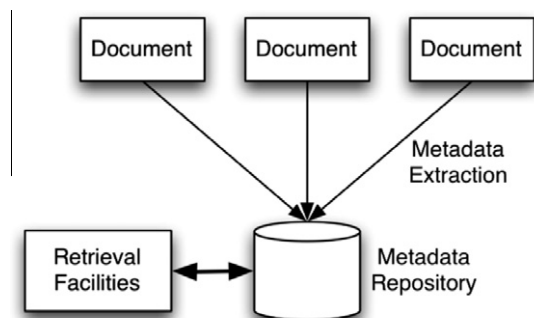 Document
Document
Document
Metadata
Extraction
Retrieval
Facilities
Metadata
Repository